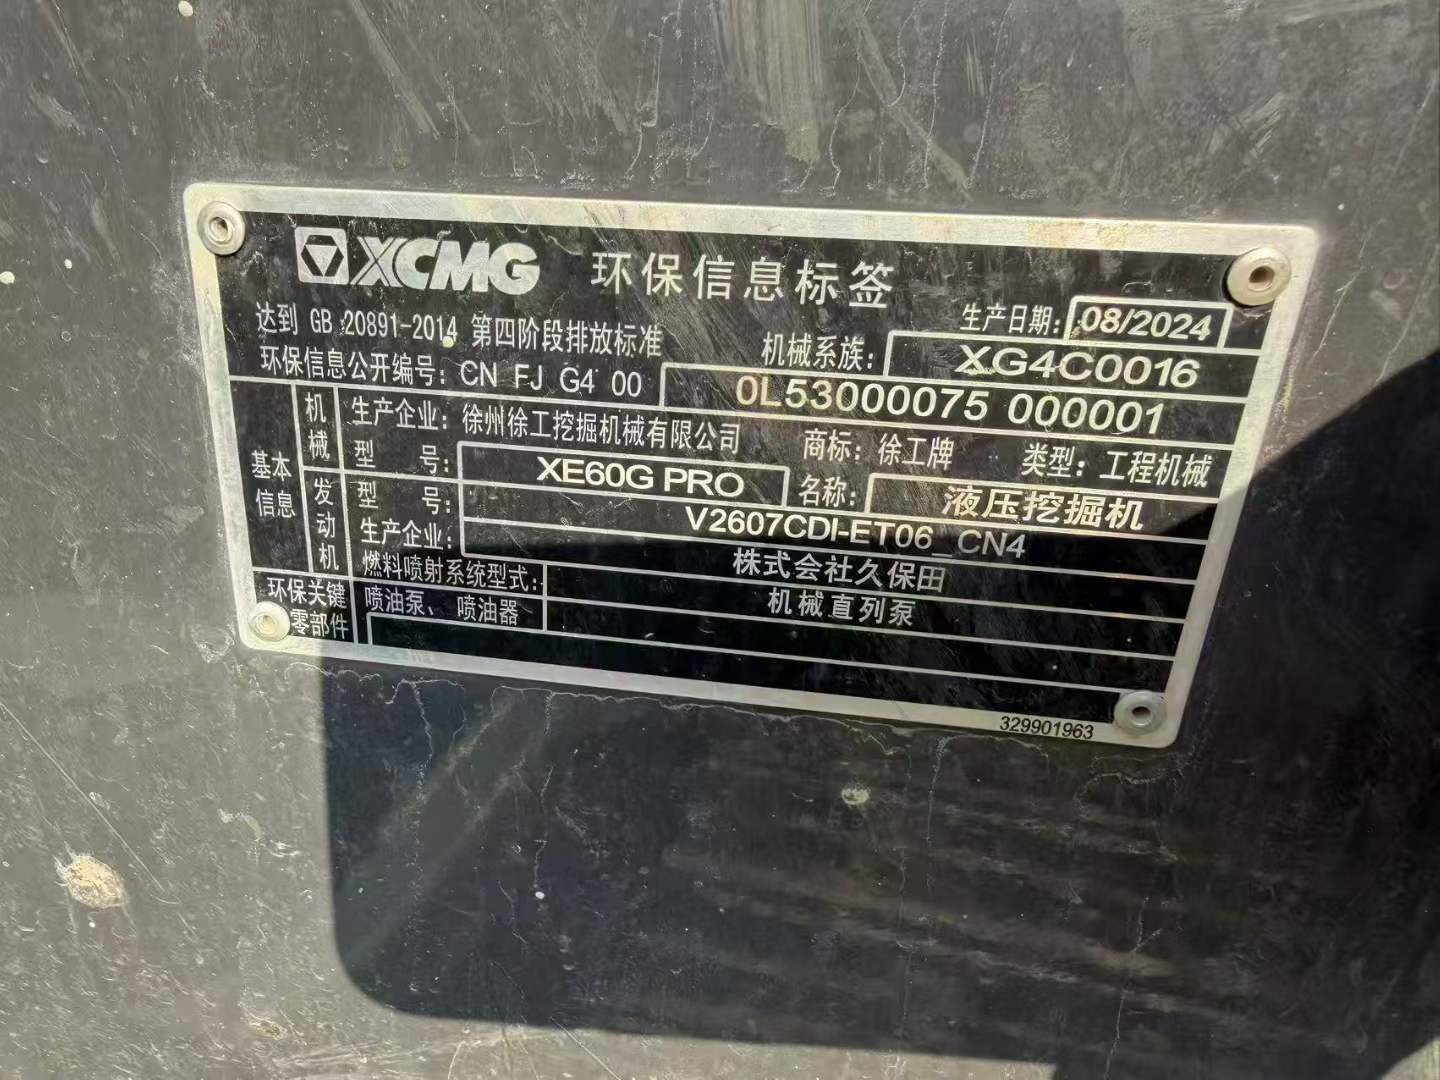 XCMG 环保信息标签
达到 GB 20891-2014 第四阶段排放标准 生产日期: 08/2024
机械系族: XG4C0016
环保信息公开编号: CN FJ G4 00 0L53000075 000001
基本信息
机械
生产企业: 徐州徐工挖掘机械有限公司 商标: 徐工牌 类型: 工程机械
型 号: XE60G PRO 名称: 液压挖掘机
发动机
型 号: V2607CDI-ET06_CN4
生产企业: 株式会社久保田
环保关键零部件
燃料喷射系统型式: 机械直列泵
喷油泵、喷油器
329901963